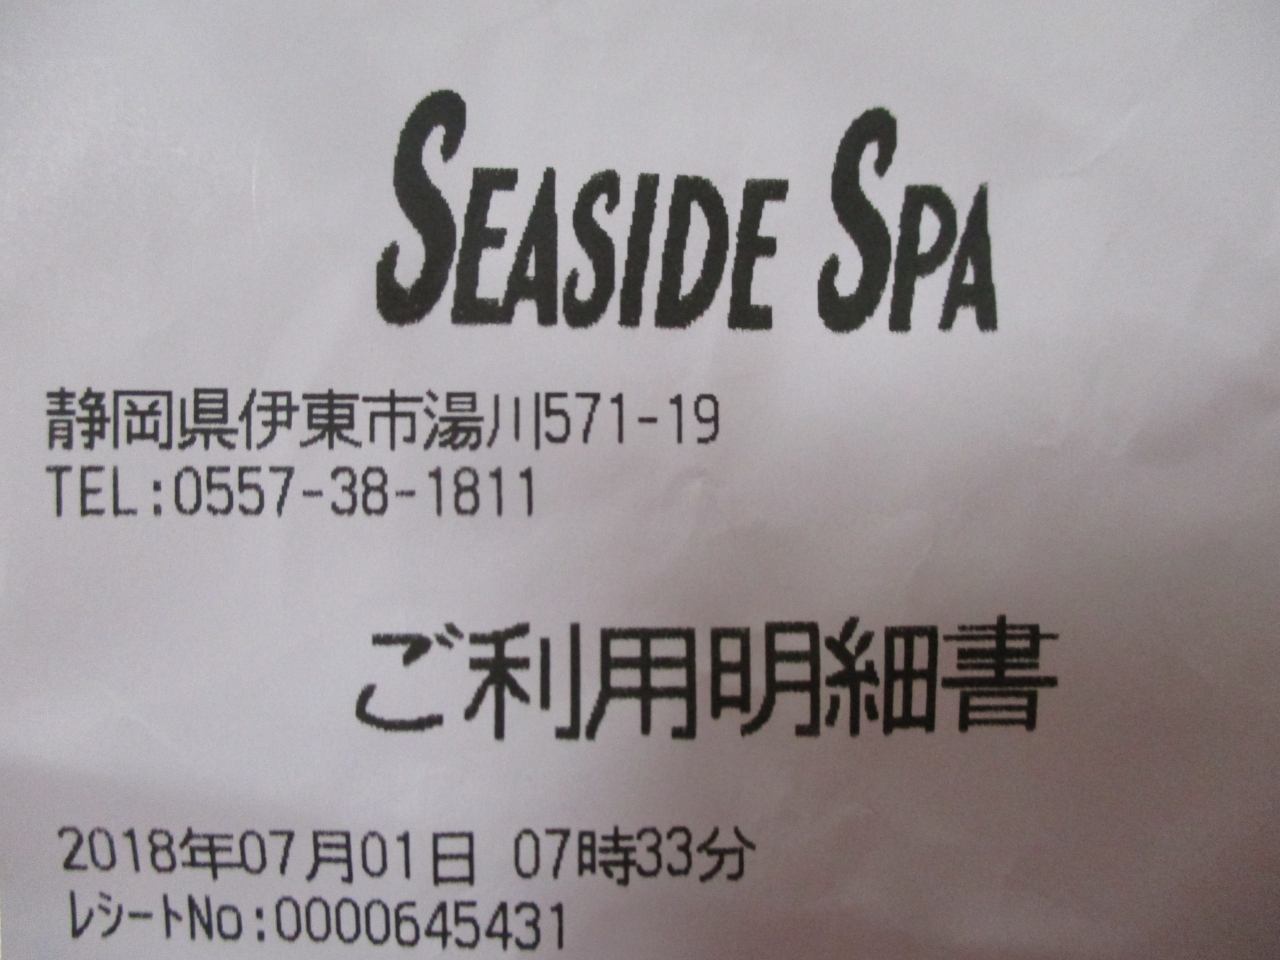 SEASIDE SPA
静岡県伊東市湯川571-19
TEL:0557-38-1811
ご利用明細書
2018年07月01日 07時33分
レシートNo:0000645431